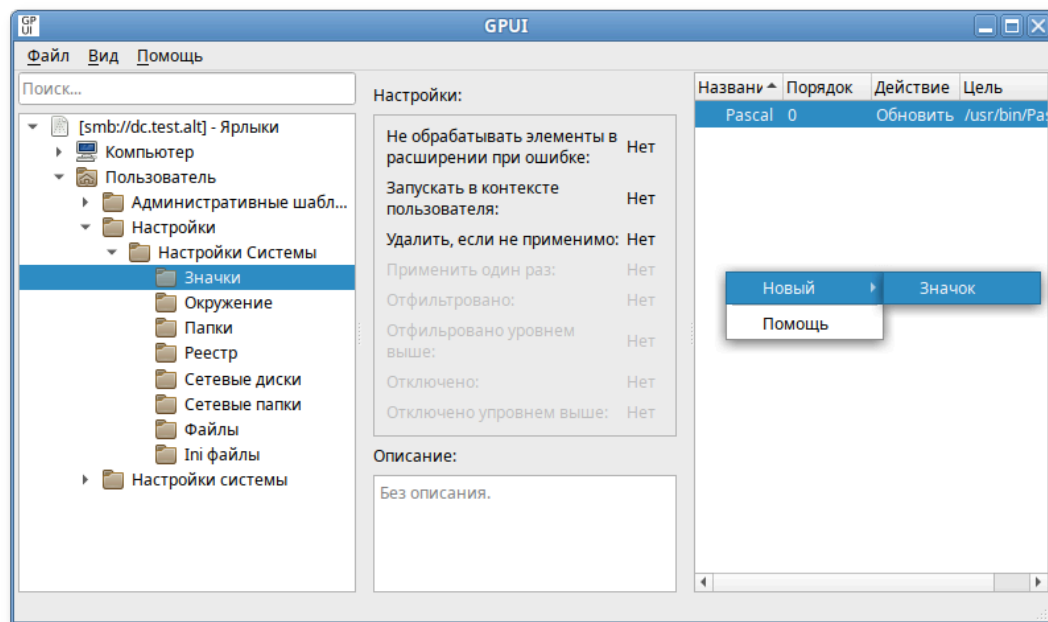 GP
UI
GPUI
Файл Вид Помощь
Поиск...
[smb://dc.test.alt] - Ярлыки
Компьютер
Пользователь
Административные шабл...
Настройки
Настройки Системы
Значки
Окружение
Папки
Реестр
Сетевые диски
Сетевые папки
Файлы
Ini файлы
Настройки системы
Настройки:
Не обрабатывать элементы в
расширении при ошибке: Нет
Запускать в контексте
пользователя: Нет
Удалить, если не применимо: Нет
Применить один раз: Нет
Отфильтровано: Нет
Отфильровано уровнем
выше: Нет
Отключено: Нет
Отключено упровнем выше: Нет
Описание:
Без описания.
Названи Порядок Действие Цель
Pascal 0 Обновить /usr/bin/Pas
Новый Значок
Помощь